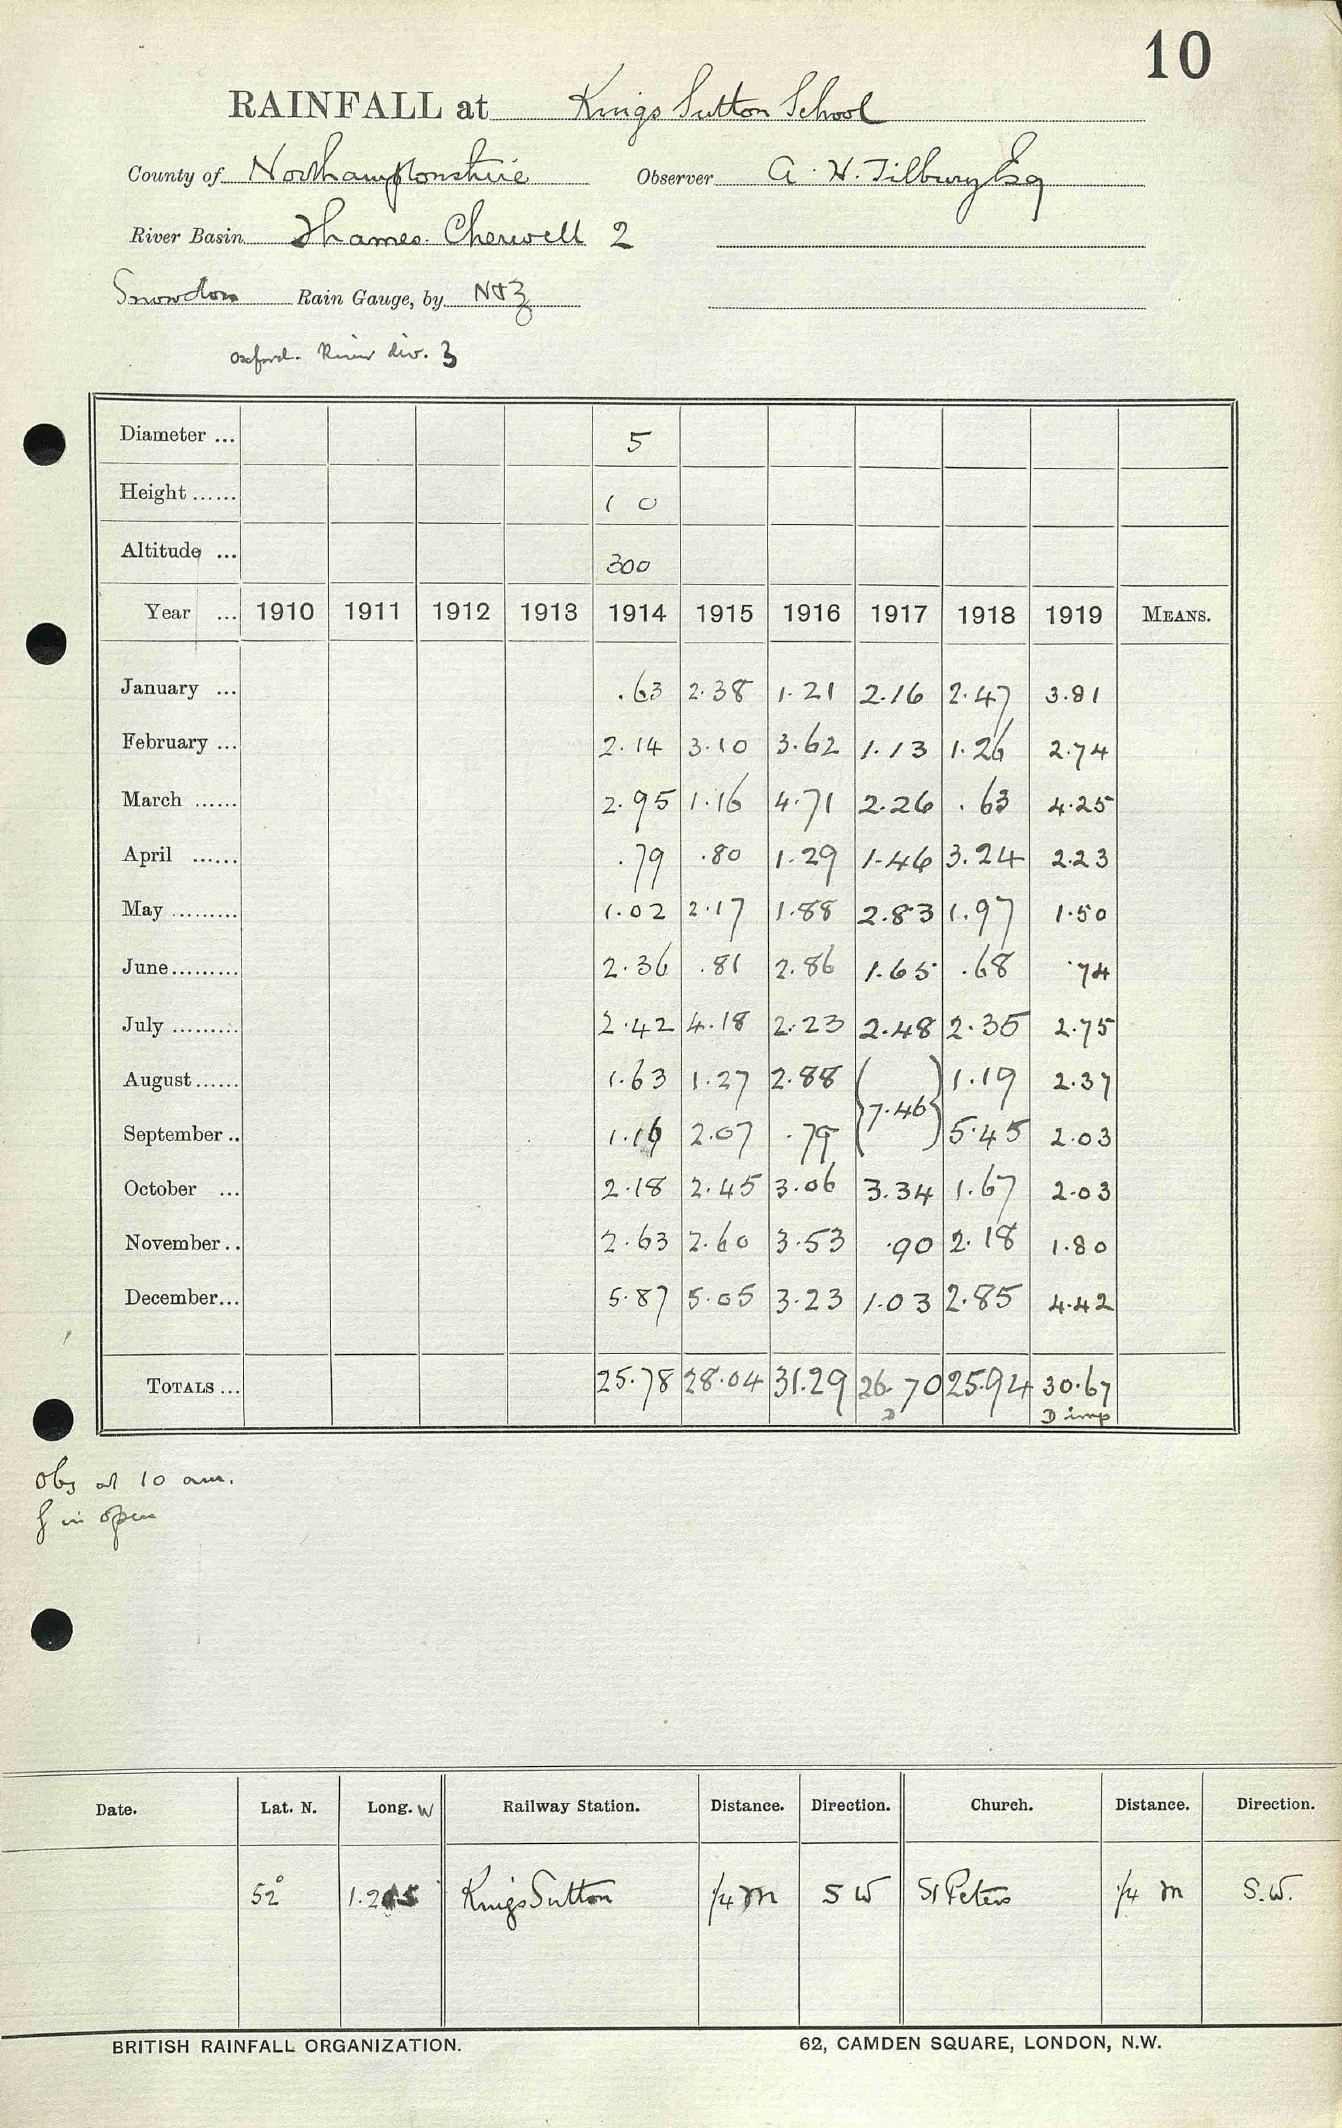 10
RAINFALL at Kings Sutton School
County of Northamptonshire Observer A. H. Tilbury Esq
River Basin Thames. Cherwell 2
Snowdon Rain Gauge, by N&Z
Oxford. River div. 3
Diameter ... 5
Height ...... 1 0
Altitude ... 300
Year ... 1910 1911 1912 1913 1914 1915 1916 1917 1918 1919 MEANS.
January ... .63 2.38 1.21 2.16 2.47 3.81
February ... 2.14 3.10 3.62 1.13 1.26 2.74
March ...... 2.95 1.16 4.71 2.26 .63 4.25
April ...... .79 .80 1.29 1.46 3.24 2.23
May ......... 1.02 2.17 1.88 2.83 1.97 1.50
June......... 2.36 .81 2.86 1.65 .68 .74
July ......... 2.42 4.18 2.23 2.48 2.35 2.75
August...... 1.63 1.27 2.88 {7.46} 1.19 2.37
September .. 1.16 2.07 .79 5.45 2.03
October ... 2.18 2.45 3.06 3.34 1.67 2.03
November .. 2.63 2.60 3.53 .90 2.18 1.80
December... 5.87 5.05 3.23 1.03 2.85 4.42
TOTALS ... 25.78 28.04 31.29 26.70 25.94 30.67
D D imp
Obs at 10 am.
g in open
Date. Lat. N. Long. W Railway Station. Distance. Direction. Church. Distance. Direction.
52° Kings Sutton 1/4 m S W St Peters 1/4 m S.W.
BRITISH RAINFALL ORGANIZATION. 62, CAMDEN SQUARE, LONDON, N.W.